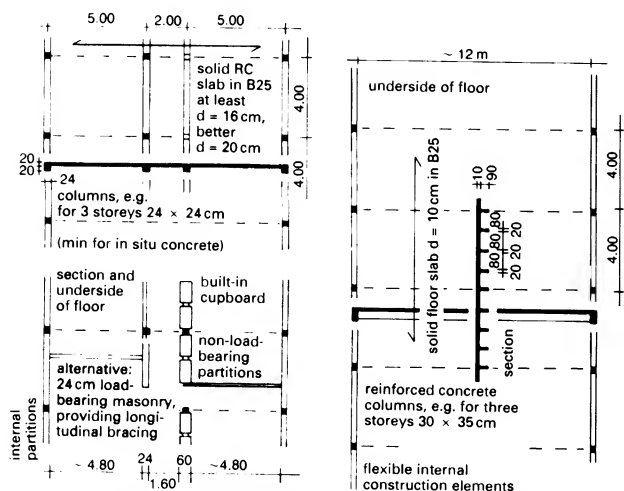 5.00 2.00 5.00
solid RC
slab in B25
at least
d = 16 cm,
better
d = 20 cm
4.00
4.00
20
20
24
columns, e.g.
for 3 storeys 24 × 24 cm
(min for in situ concrete)
section and
underside
of floor
built-in
cupboard
non-load-
bearing
partitions
alternative:
24 cm load-
bearing masonry,
providing longi-
tudinal bracing
internal
partitions
~ 4.80 24 60 ~4.80
1.60
~ 12 m
underside of floor
4.00
4.00
solid floor slab d = 10 cm in B25
10
90
80 80 80
20 20 20
section
reinforced concrete
columns, e.g. for three
storeys 30 × 35 cm
flexible internal
construction elements